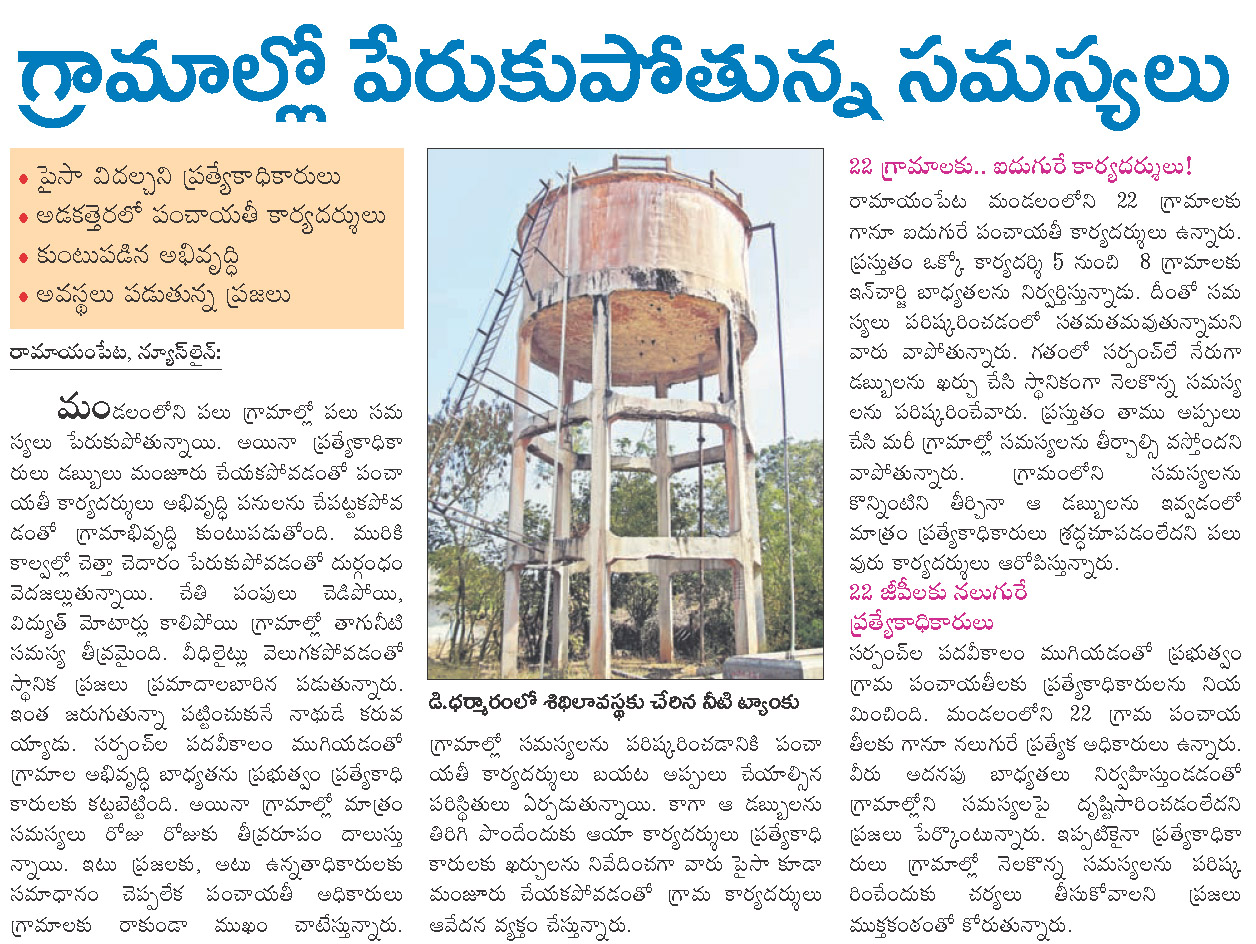 గ్రామాల్లో పేరుకుపోతున్న సమస్యలు
• పైసా విదల్చని ప్రత్యేకాధికారులు
• అడకత్తెరలో పంచాయతీ కార్యదర్శులు
• కుంటుపడిన అభివృద్ధి
• అవస్థలు పడుతున్న ప్రజలు
రామాయంపేట, న్యూస్‌లైన్:
మండలంలోని పలు గ్రామాల్లో పలు సమ
స్యలు పేరుకుపోతున్నాయి. అయినా ప్రత్యేకాధికా
రులు డబ్బులు మంజూరు చేయకపోవడంతో పంచా
యతీ కార్యదర్శులు అభివృద్ధి పనులను చేపట్టకపోవ
డంతో గ్రామాభివృద్ధి కుంటుపడుతోంది. మురికి
కాల్వల్లో చెత్తా చెదారం పేరుకుపోవడంతో దుర్గంధం
వెదజల్లుతున్నాయి. చేతి పంపులు చెడిపోయి,
విద్యుత్ మోటార్లు కాలిపోయి గ్రామాల్లో తాగునీటి
సమస్య తీవ్రమైంది. వీధిలైట్లు వెలుగకపోవడంతో
స్థానిక ప్రజలు ప్రమాదాలబారిన పడుతున్నారు.
ఇంత జరుగుతున్నా పట్టించుకునే నాథుడే కరువ
య్యాడు. సర్పంచ్‌ల పదవీకాలం ముగియడంతో
గ్రామాల అభివృద్ధి బాధ్యతను ప్రభుత్వం ప్రత్యేకాధి
కారులకు కట్టబెట్టింది. అయినా గ్రామాల్లో మాత్రం
సమస్యలు రోజు రోజుకు తీవ్రరూపం దాలుస్తు
న్నాయి. ఇటు ప్రజలకు, అటు ఉన్నతాధికారులకు
సమాధానం చెప్పలేక పంచాయతీ అధికారులు
గ్రామాలకు రాకుండా ముఖం చాటేస్తున్నారు.
డి.ధర్మారంలో శిథిలావస్థకు చేరిన నీటి ట్యాంకు
గ్రామాల్లో సమస్యలను పరిష్కరించడానికి పంచా
యతీ కార్యదర్శులు బయట అప్పులు చేయాల్సిన
పరిస్థితులు ఏర్పడుతున్నాయి. కాగా ఆ డబ్బులను
తిరిగి పొందేందుకు ఆయా కార్యదర్శులు ప్రత్యేకాధి
కారులకు ఖర్చులను నివేదించగా వారు పైసా కూడా
మంజూరు చేయకపోవడంతో గ్రామ కార్యదర్శులు
ఆవేదన వ్యక్తం చేస్తున్నారు.
22 గ్రామాలకు.. ఐదుగురే కార్యదర్శులు!
రామాయంపేట మండలంలోని 22 గ్రామాలకు
గానూ ఐదుగురే పంచాయతీ కార్యదర్శులు ఉన్నారు.
ప్రస్తుతం ఒక్కో కార్యదర్శి 5 నుంచి 8 గ్రామాలకు
ఇన్‌చార్జి బాధ్యతలను నిర్వర్తిస్తున్నాడు. దీంతో సమ
స్యలు పరిష్కరించడంలో సతమతమవుతున్నామని
వారు వాపోతున్నారు. గతంలో సర్పంచ్‌లే నేరుగా
డబ్బులను ఖర్చు చేసి స్థానికంగా నెలకొన్న సమస్య
లను పరిష్కరించేవారు. ప్రస్తుతం తాము అప్పులు
చేసి మరీ గ్రామాల్లో సమస్యలను తీర్చాల్సి వస్తోందని
వాపోతున్నారు. గ్రామంలోని సమస్యలను
కొన్నింటిని తీర్చినా ఆ డబ్బులను ఇవ్వడంలో
మాత్రం ప్రత్యేకాధికారులు శ్రద్ధచూపడంలేదని పలు
వురు కార్యదర్శులు ఆరోపిస్తున్నారు.
22 జీపీలకు నలుగురే
ప్రత్యేకాధికారులు
సర్పంచ్‌ల పదవీకాలం ముగియడంతో ప్రభుత్వం
గ్రామ పంచాయతీలకు ప్రత్యేకాధికారులను నియ
మించింది. మండలంలోని 22 గ్రామ పంచాయ
తీలకు గానూ నలుగురే ప్రత్యేక అధికారులు ఉన్నారు.
వీరు అదనపు బాధ్యతలు నిర్వహిస్తుండడంతో
గ్రామాల్లోని సమస్యలపై దృష్టిసారించడంలేదని
ప్రజలు పేర్కొంటున్నారు. ఇప్పటికైనా ప్రత్యేకాధికా
రులు గ్రామాల్లో నెలకొన్న సమస్యలను పరిష్క
రించేందుకు చర్యలు తీసుకోవాలని ప్రజలు
ముక్తకంఠంతో కోరుతున్నారు.